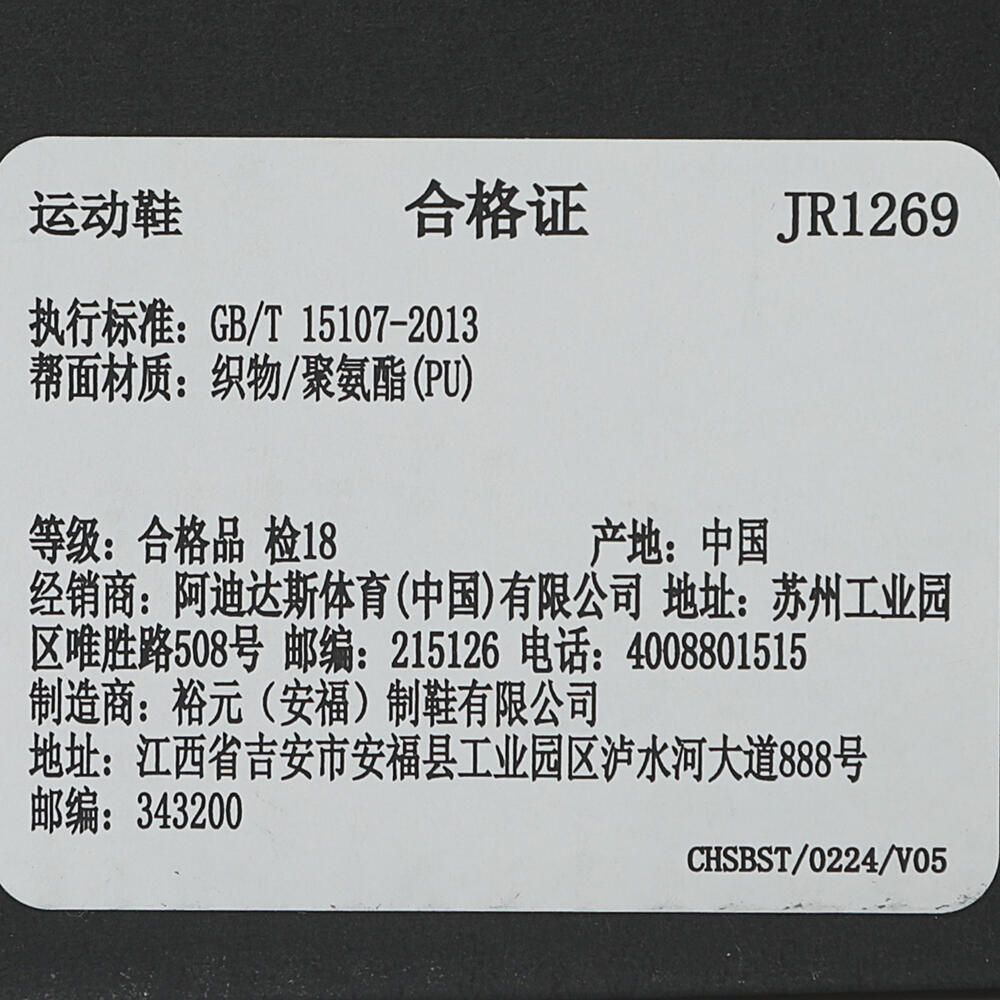 运动鞋 合格证 JR1269
执行标准：GB/T 15107-2013
帮面材质：织物/聚氨酯(PU)
等级：合格品 检18 产地：中国
经销商：阿迪达斯体育(中国)有限公司 地址：苏州工业园
区唯胜路508号 邮编：215126 电话：4008801515
制造商：裕元（安福）制鞋有限公司
地址：江西省吉安市安福县工业园区泸水河大道888号
邮编：343200
CHSBST/0224/V05